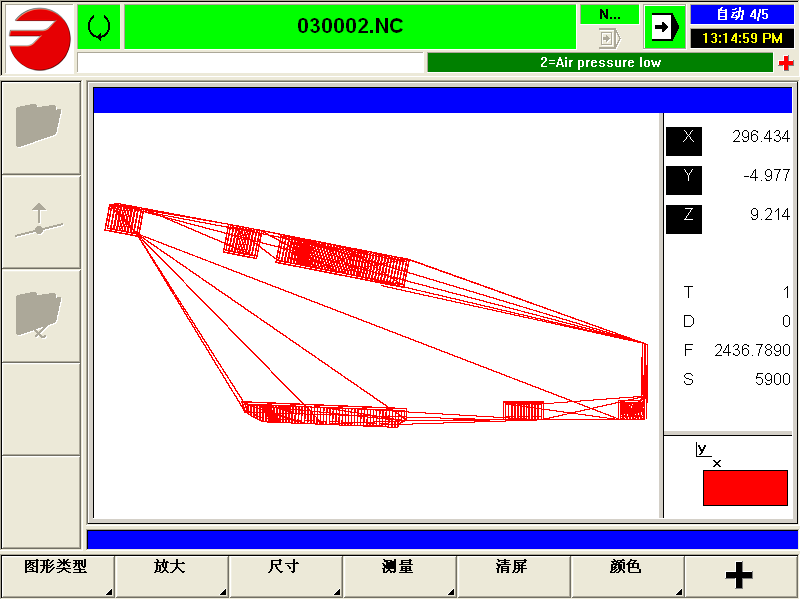 030002.NC
N...
自动 4/5
13:14:59 PM
2=Air pressure low
X 296.434
Y -4.977
Z 9.214
T 1
D 0
F 2436.7890
S 5900
y
x
图形类型 放大 尺寸 测量 清屏 颜色